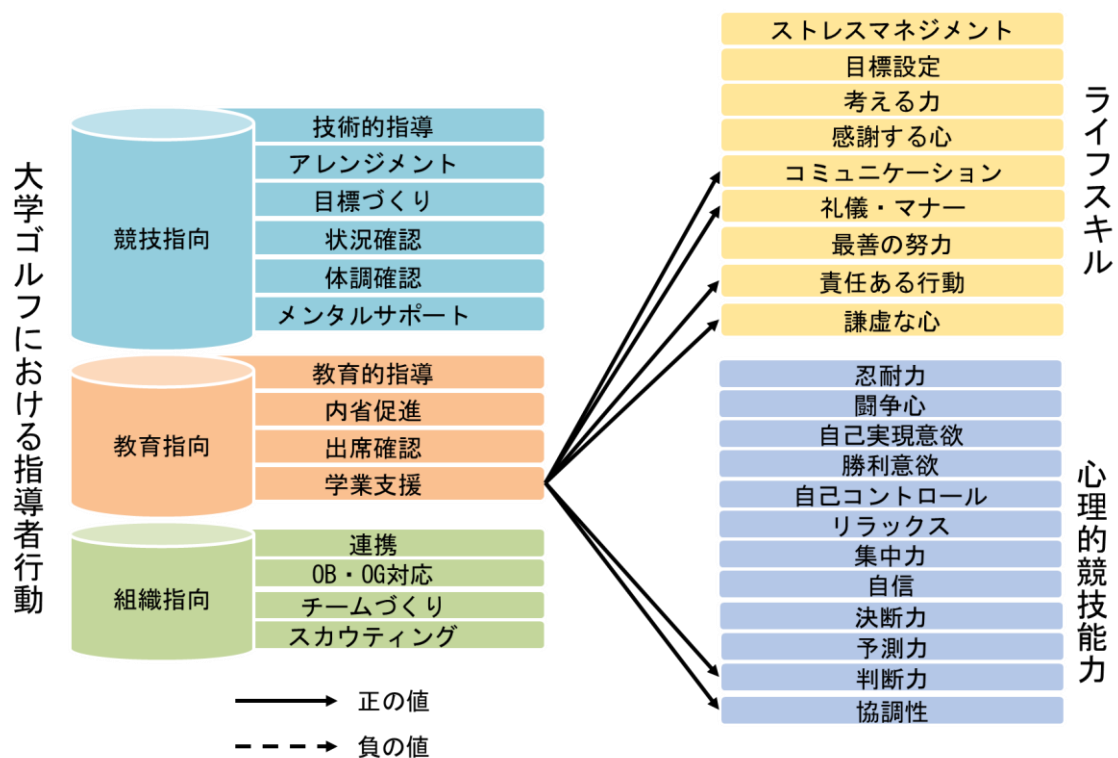 大学ゴルフにおける指導者行動
競技指向
技術的指導
アレンジメント
目標づくり
状況確認
体調確認
メンタルサポート
教育指向
教育的指導
内省促進
出席確認
学業支援
組織指向
連携
OB・OG対応
チームづくり
スカウティング
正の値
負の値
ストレスマネジメント
目標設定
考える力
感謝する心
コミュニケーション
礼儀・マナー
最善の努力
責任ある行動
謙虚な心
ライフスキル
忍耐力
闘争心
自己実現意欲
勝利意欲
自己コントロール
リラックス
集中力
自信
決断力
予測力
判断力
協調性
心理的競技能力